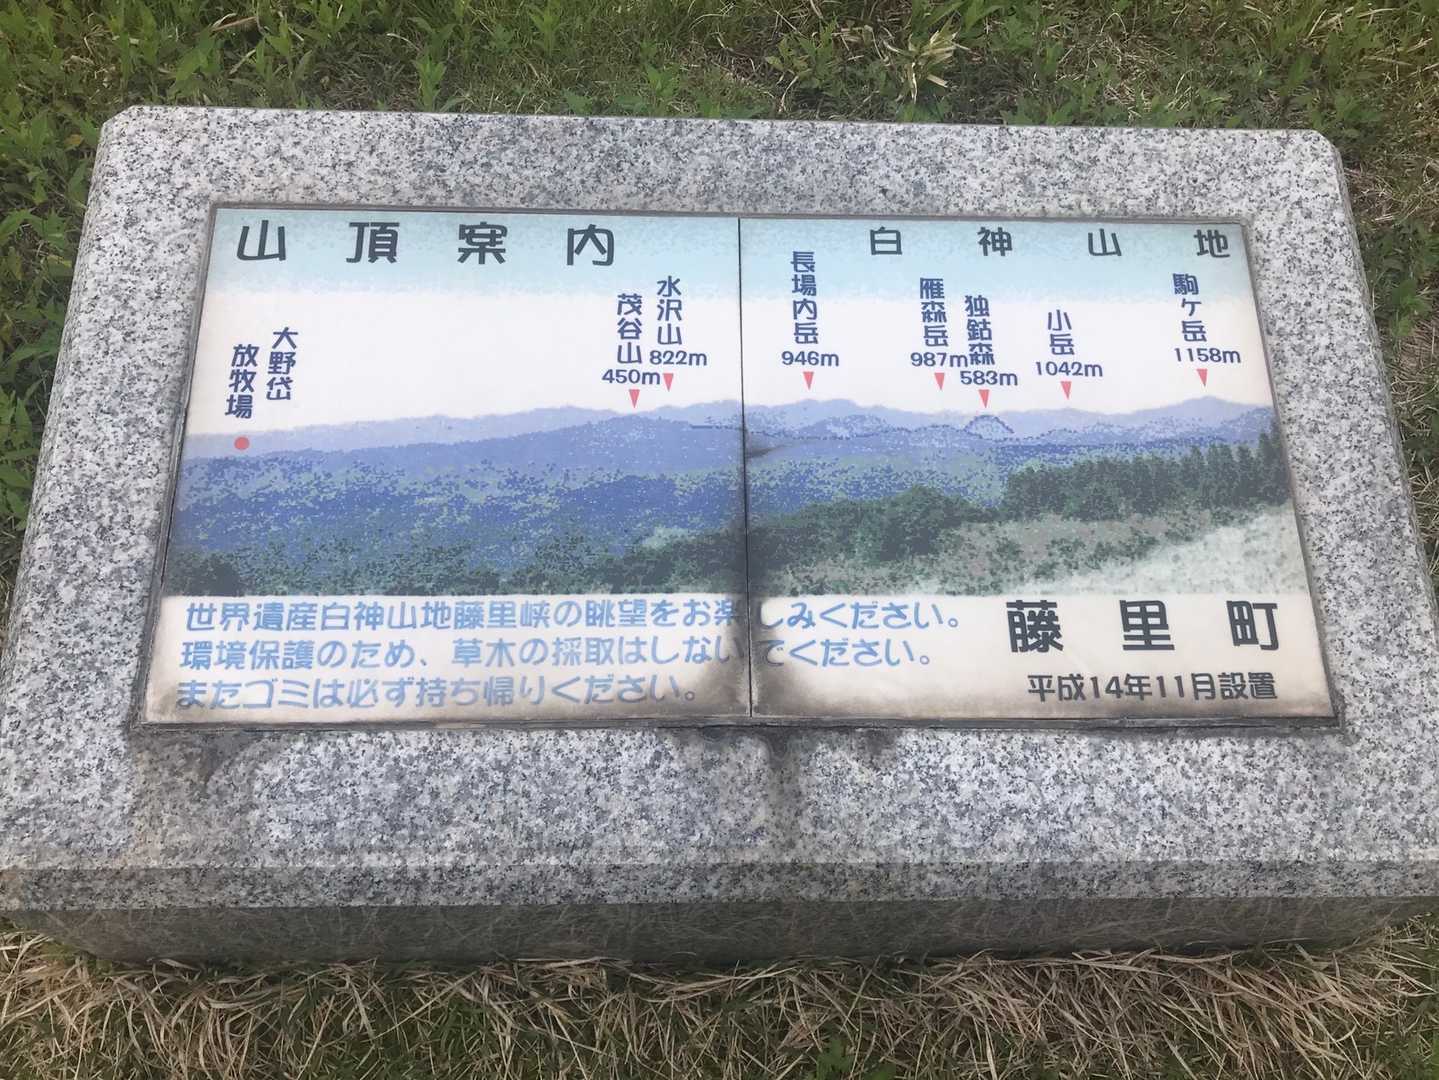 山頂案内
白神山地
大野岱
放牧場
茂谷山
450m
水沢山
822m
長場内岳
946m
雁森岳
987m
独鈷森
583m
小岳
1042m
駒ケ岳
1158m
世界遺産白神山地藤里峡の眺望をお楽しみください。
環境保護のため、草木の採取はしないでください。
またゴミは必ず持ち帰りください。
藤里町
平成14年11月設置